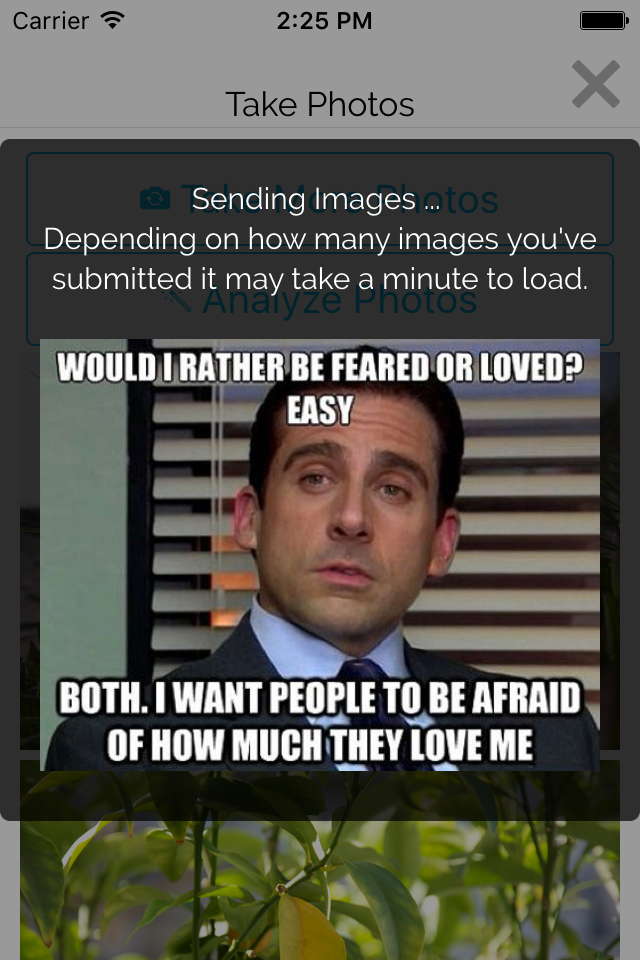 Carrier 2:25 PM
Take Photos
Take More Photos
Sending Images ...
Depending on how many images you've
submitted it may take a minute to load.
Analyze Photos
WOULD I RATHER BE FEARED OR LOVED?
EASY
BOTH. I WANT PEOPLE TO BE AFRAID
OF HOW MUCH THEY LOVE ME